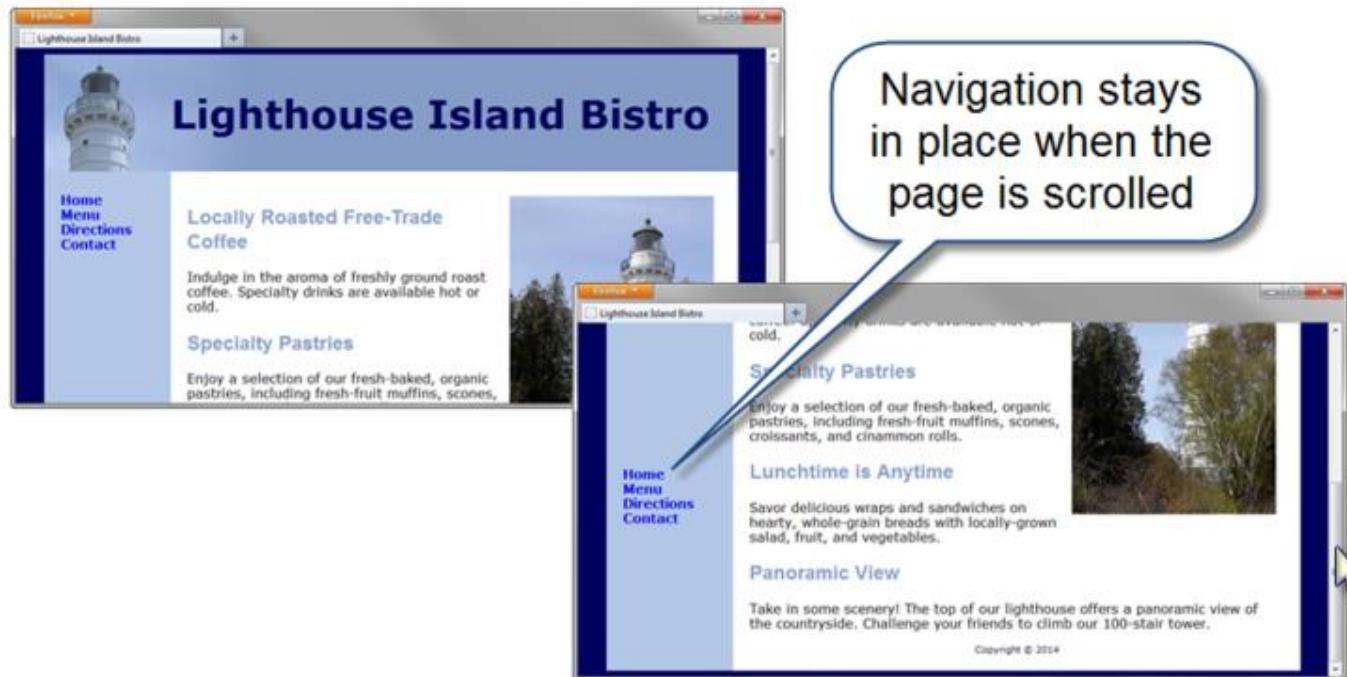 Firefox
Lighthouse Island Bistro
Lighthouse Island Bistro
Home
Menu
Directions
Contact
Locally Roasted Free-Trade
Coffee
Indulge in the aroma of freshly ground roast
coffee. Specialty drinks are available hot or
cold.
Specialty Pastries
Enjoy a selection of our fresh-baked, organic
pastries, including fresh-fruit muffins, scones,
Navigation stays
in place when the
page is scrolled
Firefox
Lighthouse Island Bistro
cold.
Specialty Pastries
Enjoy a selection of our fresh-baked, organic
pastries, including fresh-fruit muffins, scones,
croissants, and cinammon rolls.
Home
Menu
Directions
Contact
Lunchtime is Anytime
Savor delicious wraps and sandwiches on
hearty, whole-grain breads with locally-grown
salad, fruit, and vegetables.
Panoramic View
Take in some scenery! The top of our lighthouse offers a panoramic view of
the countryside. Challenge your friends to climb our 100-stair tower.
Copyright © 2014